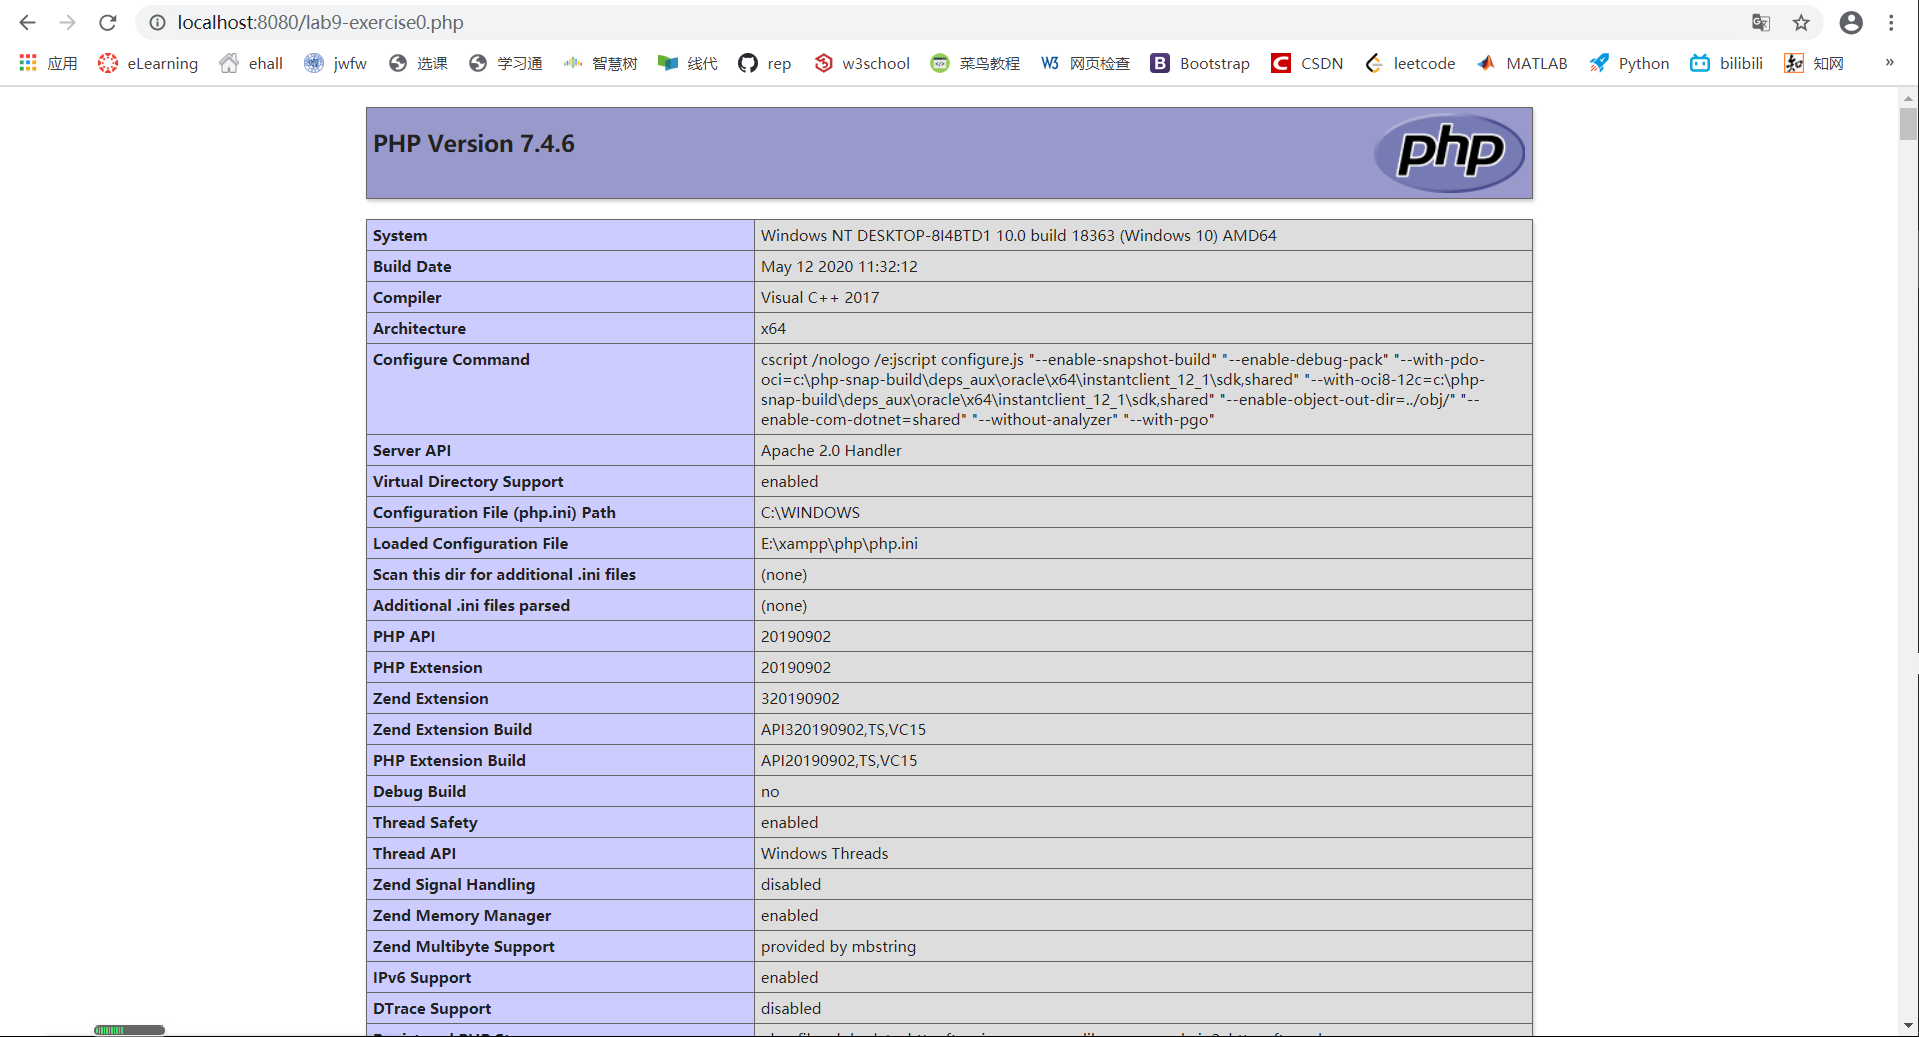 localhost:8080/lab9-exercise0.php
应用 eLearning ehall jwfw 选课 学习通 智慧树 线代 rep w3school 菜鸟教程 W3 网页检查 B Bootstrap C CSDN leetcode MATLAB Python bilibili 知 知网 »
PHP Version 7.4.6
php
System Windows NT DESKTOP-8I4BTD1 10.0 build 18363 (Windows 10) AMD64
Build Date May 12 2020 11:32:12
Compiler Visual C++ 2017
Architecture x64
Configure Command cscript /nologo /e:jscript configure.js "--enable-snapshot-build" "--enable-debug-pack" "--with-pdo-
oci=c:\php-snap-build\deps_aux\oracle\x64\instantclient_12_1\sdk,shared" "--with-oci8-12c=c:\php-
snap-build\deps_aux\oracle\x64\instantclient_12_1\sdk,shared" "--enable-object-out-dir=../obj/" "--
enable-com-dotnet=shared" "--without-analyzer" "--with-pgo"
Server API Apache 2.0 Handler
Virtual Directory Support enabled
Configuration File (php.ini) Path C:\WINDOWS
Loaded Configuration File E:\xampp\php\php.ini
Scan this dir for additional .ini files (none)
Additional .ini files parsed (none)
PHP API 20190902
PHP Extension 20190902
Zend Extension 320190902
Zend Extension Build API320190902,TS,VC15
PHP Extension Build API20190902,TS,VC15
Debug Build no
Thread Safety enabled
Thread API Windows Threads
Zend Signal Handling disabled
Zend Memory Manager enabled
Zend Multibyte Support provided by mbstring
IPv6 Support enabled
DTrace Support disabled